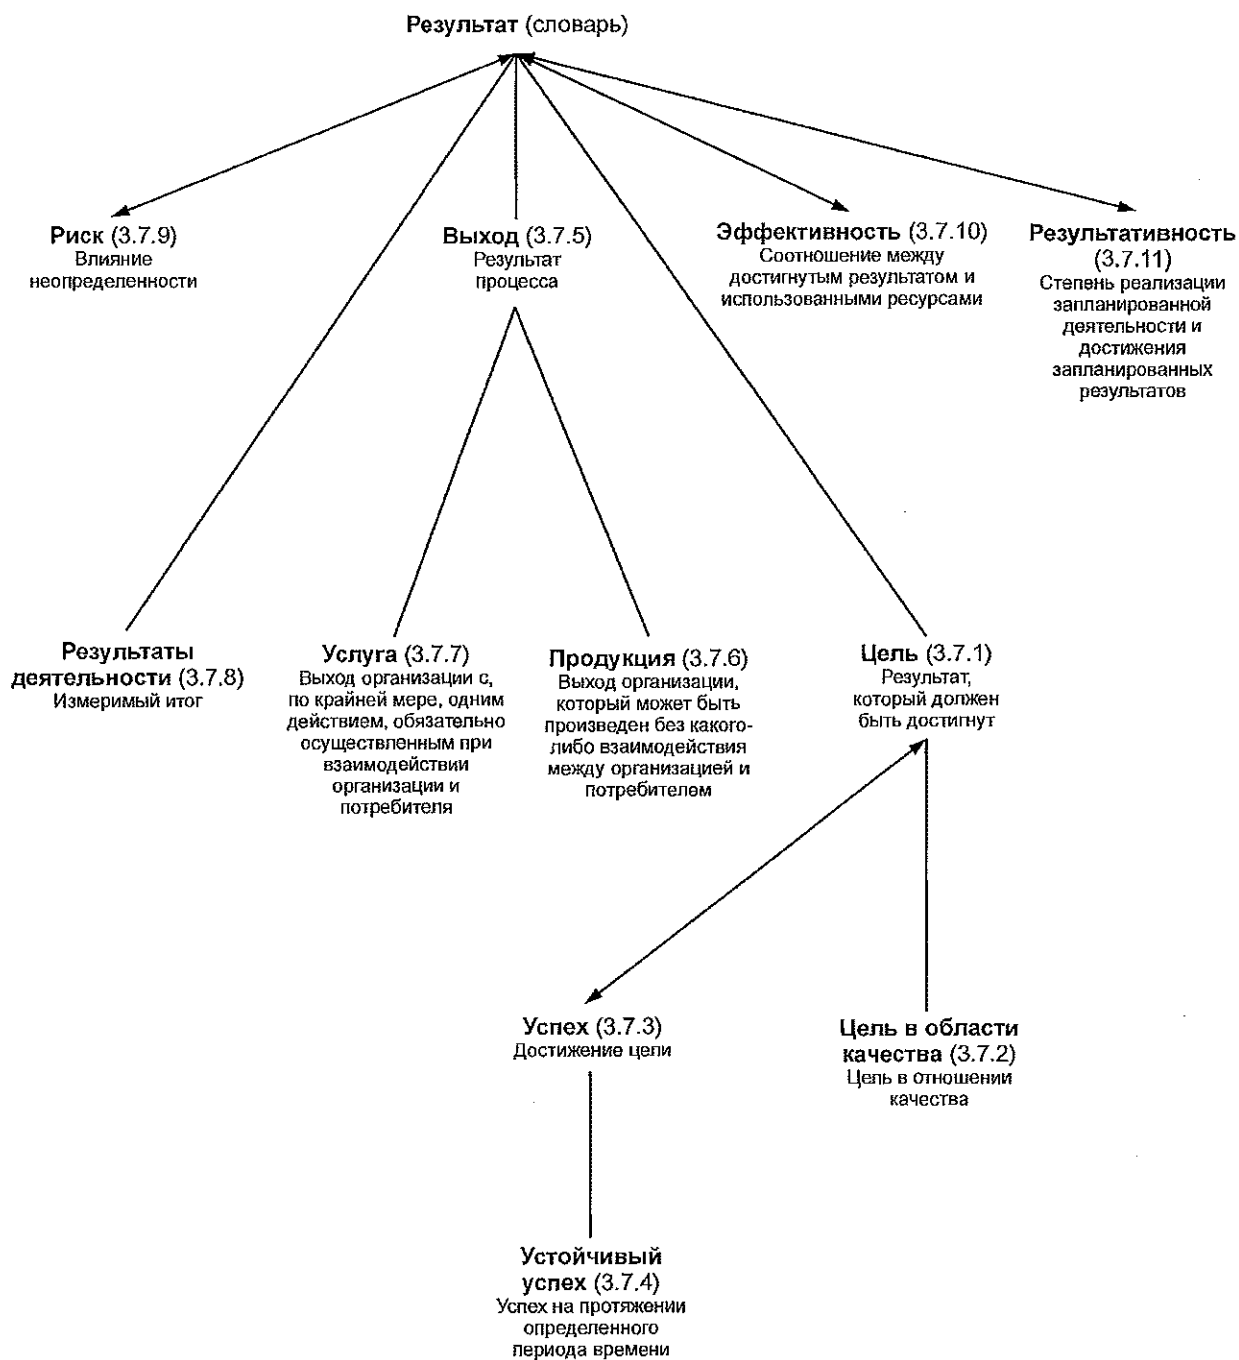 Результат (словарь)
Риск (3.7.9)
Влияние
неопределенности
Выход (3.7.5)
Результат
процесса
Эффективность (3.7.10)
Соотношение между
достигнутым результатом и
использованными ресурсами
Результативность
(3.7.11)
Степень реализации
запланированной
деятельности и
достижения
запланированных
результатов
Результаты
деятельности (3.7.8)
Измеримый итог
Услуга (3.7.7)
Выход организации с,
по крайней мере, одним
действием, обязательно
осуществленным при
взаимодействии
организации и
потребителя
Продукция (3.7.6)
Выход организации,
который может быть
произведен без какого-
либо взаимодействия
между организацией и
потребителем
Цель (3.7.1)
Результат,
который должен
быть достигнут
Успех (3.7.3)
Достижение цели
Цель в области
качества (3.7.2)
Цель в отношении
качества
Устойчивый
успех (3.7.4)
Успех на протяжении
определенного
периода времени